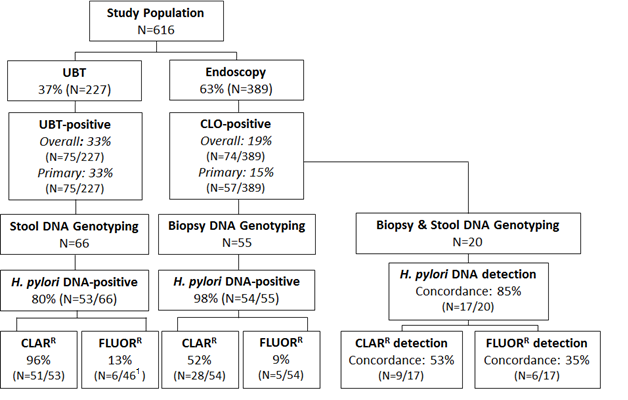 Study Population
N=616
UBT
37% (N=227)
Endoscopy
63% (N=389)
UBT-positive
Overall: 33%
(N=75/227)
Primary: 33%
(N=75/227)
CLO-positive
Overall: 19%
(N=74/389)
Primary: 15%
(N=57/389)
Stool DNA Genotyping
N=66
Biopsy DNA Genotyping
N=55
Biopsy & Stool DNA Genotyping
N=20
H. pylori DNA-positive
80% (N=53/66)
H. pylori DNA-positive
98% (N=54/55)
H. pylori DNA detection
Concordance: 85%
(N=17/20)
CLARᴿ
96%
(N=51/53)
FLUORᴿ
13%
(N=6/46¹)
CLARᴿ
52%
(N=28/54)
FLUORᴿ
9%
(N=5/54)
CLARᴿ detection
Concordance: 53%
(N=9/17)
FLUORᴿ detection
Concordance: 35%
(N=6/17)